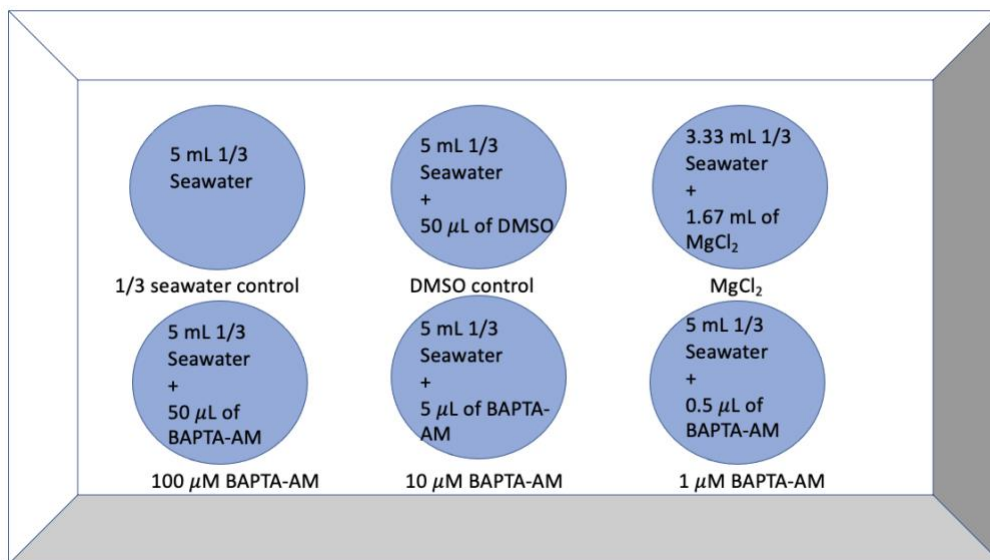 5 mL 1/3
Seawater
1/3 seawater control
5 mL 1/3
Seawater
+
50 𝜇L of DMSO
DMSO control
3.33 mL 1/3
Seawater
+
1.67 mL of
MgCl₂
MgCl₂
5 mL 1/3
Seawater
+
50 𝜇L of
BAPTA-AM
100 𝜇M BAPTA-AM
5 mL 1/3
Seawater
+
5 𝜇L of BAPTA-
AM
10 𝜇M BAPTA-AM
5 mL 1/3
Seawater
+
0.5 𝜇L of
BAPTA-AM
1 𝜇M BAPTA-AM